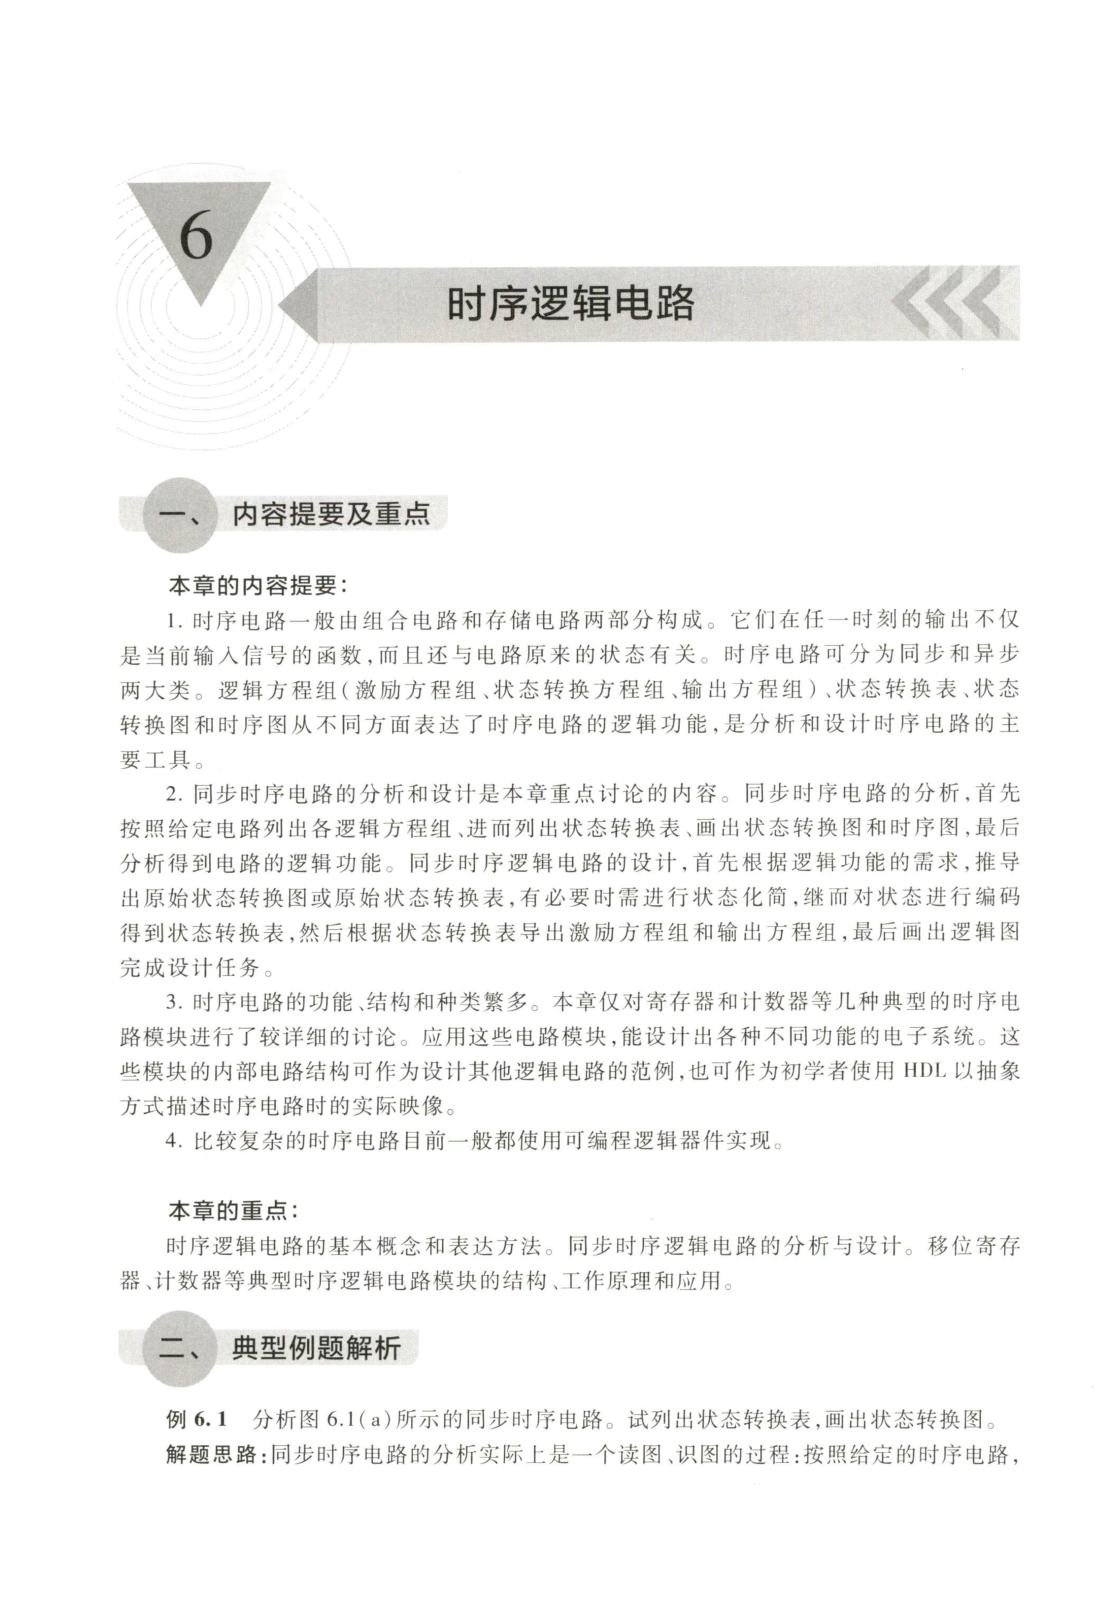 6
时序逻辑电路
一、 内容提要及重点
本章的内容提要：
1. 时序电路一般由组合电路和存储电路两部分构成。它们在任一时刻的输出不仅
是当前输入信号的函数，而且还与电路原来的状态有关。时序电路可分为同步和异步
两大类。逻辑方程组（激励方程组、状态转换方程组、输出方程组）、状态转换表、状态
转换图和时序图从不同方面表达了时序电路的逻辑功能，是分析和设计时序电路的主
要工具。
2. 同步时序电路的分析和设计是本章重点讨论的内容。同步时序电路的分析，首先
按照给定电路列出各逻辑方程组、进而列出状态转换表、画出状态转换图和时序图，最后
分析得到电路的逻辑功能。同步时序逻辑电路的设计，首先根据逻辑功能的需求，推导
出原始状态转换图或原始状态转换表，有必要时需进行状态化简，继而对状态进行编码
得到状态转换表，然后根据状态转换表导出激励方程组和输出方程组，最后画出逻辑图
完成设计任务。
3. 时序电路的功能、结构和种类繁多。本章仅对寄存器和计数器等几种典型的时序电
路模块进行了较详细的讨论。应用这些电路模块，能设计出各种不同功能的电子系统。这
些模块的内部电路结构可作为设计其他逻辑电路的范例，也可作为初学者使用 HDL 以抽象
方式描述时序电路时的实际映像。
4. 比较复杂的时序电路目前一般都使用可编程逻辑器件实现。
本章的重点：
时序逻辑电路的基本概念和表达方法。同步时序逻辑电路的分析与设计。移位寄存
器、计数器等典型时序逻辑电路模块的结构、工作原理和应用。
二、 典型例题解析
例 6.1 分析图 6.1(a)所示的同步时序电路。试列出状态转换表，画出状态转换图。
解题思路：同步时序电路的分析实际上是一个读图、识图的过程：按照给定的时序电路，